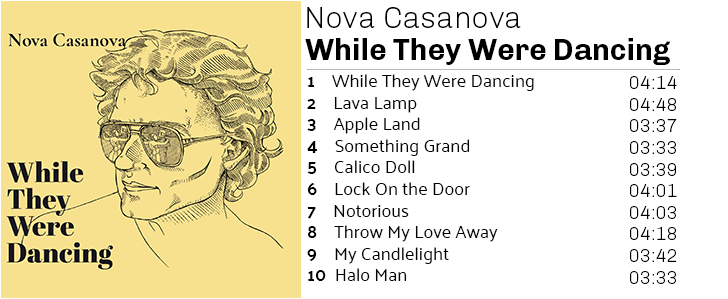 Nova Casanova
While
They
Were
Dancing
Nova Casanova
While They Were Dancing
1 While They Were Dancing 04:14
2 Lava Lamp 04:48
3 Apple Land 03:37
4 Something Grand 03:33
5 Calico Doll 03:39
6 Lock On the Door 04:01
7 Notorious 04:03
8 Throw My Love Away 04:18
9 My Candlelight 03:42
10 Halo Man 03:33